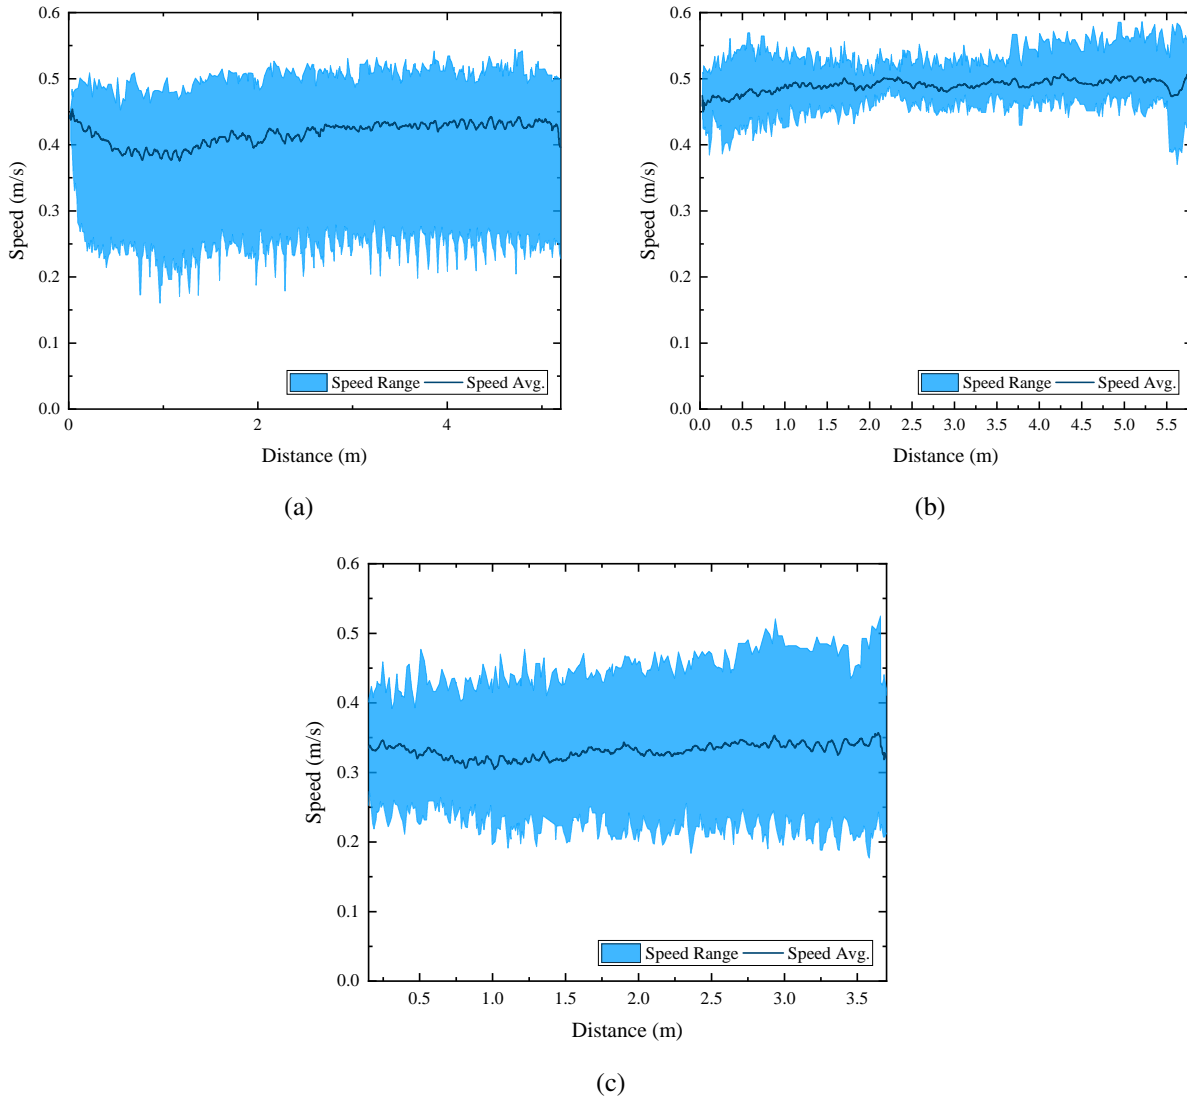 0.6
0.5
0.4
0.3
0.2
0.1
0.0
Speed (m/s)
Speed Range
Speed Avg.
0
2
4
Distance (m)
(a)
0.6
0.5
0.4
0.3
0.2
0.1
0.0
Speed (m/s)
Speed Range
Speed Avg.
0.0 0.5 1.0 1.5 2.0 2.5 3.0 3.5 4.0 4.5 5.0 5.5
Distance (m)
(b)
0.6
0.5
0.4
0.3
0.2
0.1
0.0
Speed (m/s)
Speed Range
Speed Avg.
0.5 1.0 1.5 2.0 2.5 3.0 3.5
Distance (m)
(c)